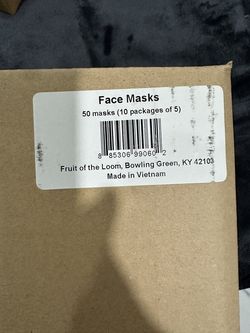 Face Masks
50 masks (10 packages of 5)
8 85306 99060 2
Fruit of the Loom, Bowling Green, KY 42103
Made in Vietnam